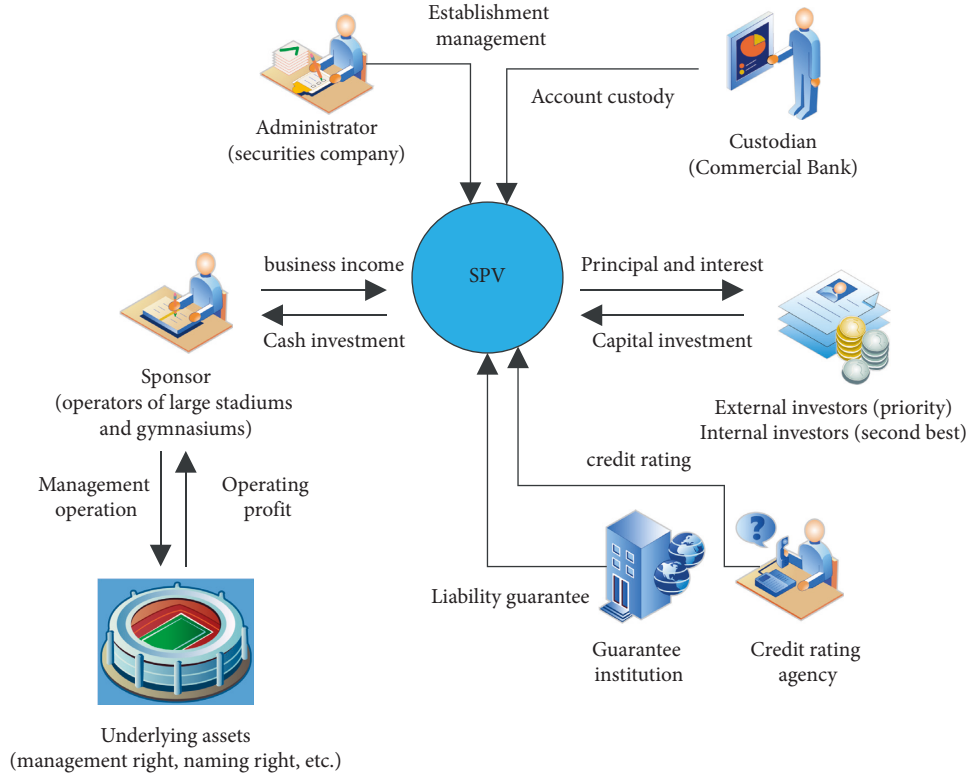 Establishment
management
Account custody
Administrator
(securities company)
Custodian
(Commercial Bank)
SPV
business income
Cash investment
Principal and interest
Capital investment
Sponsor
(operators of large stadiums
and gymnasiums)
External investors (priority)
Internal investors (second best)
credit rating
Management
operation
Operating
profit
?
Liability guarantee
Guarantee
institution
Credit rating
agency
Underlying assets
(management right, naming right, etc.)